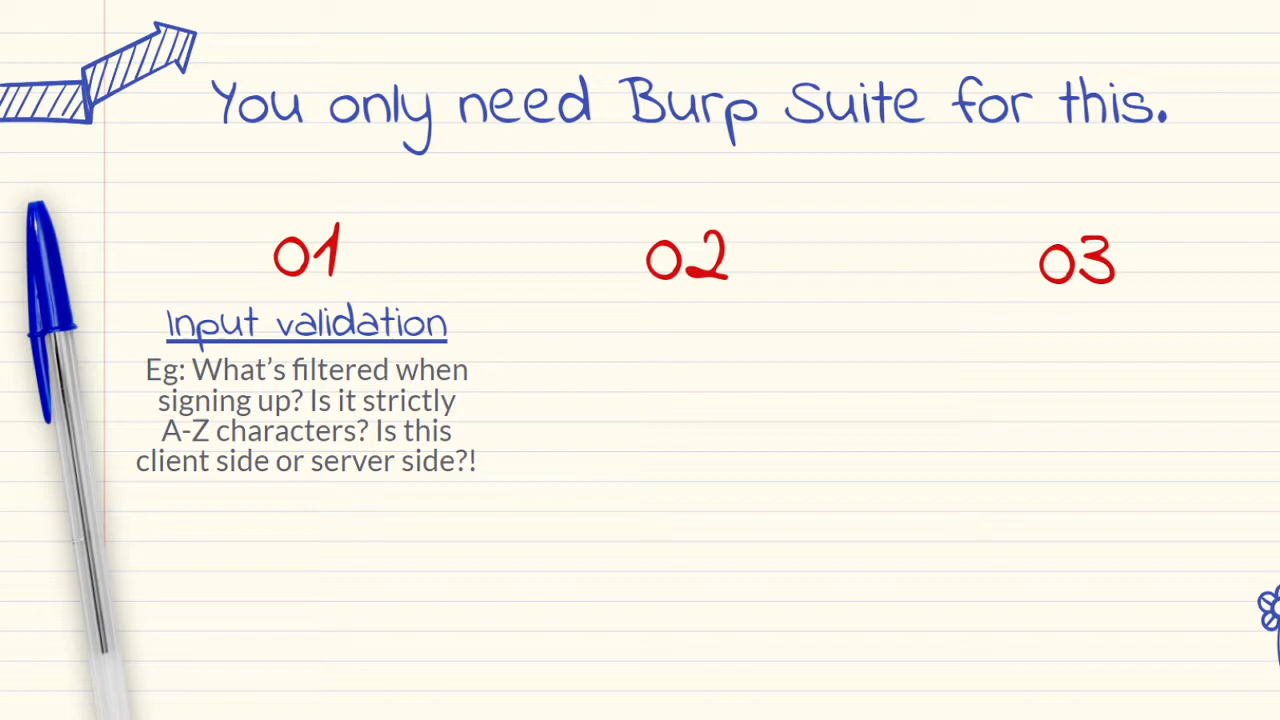 You only need Burp Suite for this.
01
02
03
Input validation
Eg: What's filtered when
signing up? Is it strictly
A-Z characters? Is this
client side or server side?!